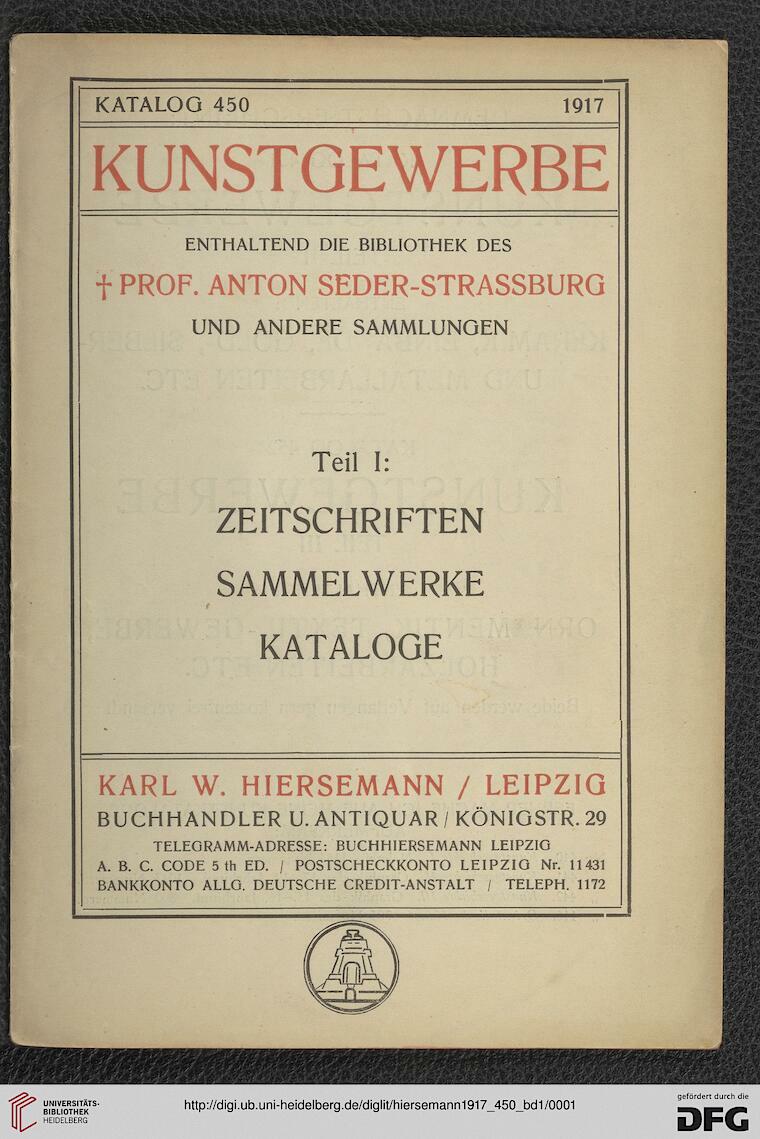 KATALOG 450 1917
KUNSTGEWERBE
ENTHALTEND DIE BIBLIOTHEK DES
† PROF. ANTON SEDER-STRASSBURG
UND ANDERE SAMMLUNGEN
Teil I:
ZEITSCHRIFTEN
SAMMELWERKE
KATALOGE
KARL W. HIERSEMANN / LEIPZIG
BUCHHANDLER U. ANTIQUAR / KÖNIGSTR. 29
TELEGRAMM-ADRESSE: BUCHHIERSEMANN LEIPZIG
A. B. C. CODE 5 th ED. / POSTSCHECKKONTO LEIPZIG Nr. 11431
BANKKONTO ALLG. DEUTSCHE CREDIT-ANSTALT / TELEPH. 1172
UNIVERSITÄTS-
BIBLIOTHEK
HEIDELBERG
http://digi.ub.uni-heidelberg.de/diglit/hiersemann1917_450_bd1/0001
gefördert durch die
DFG